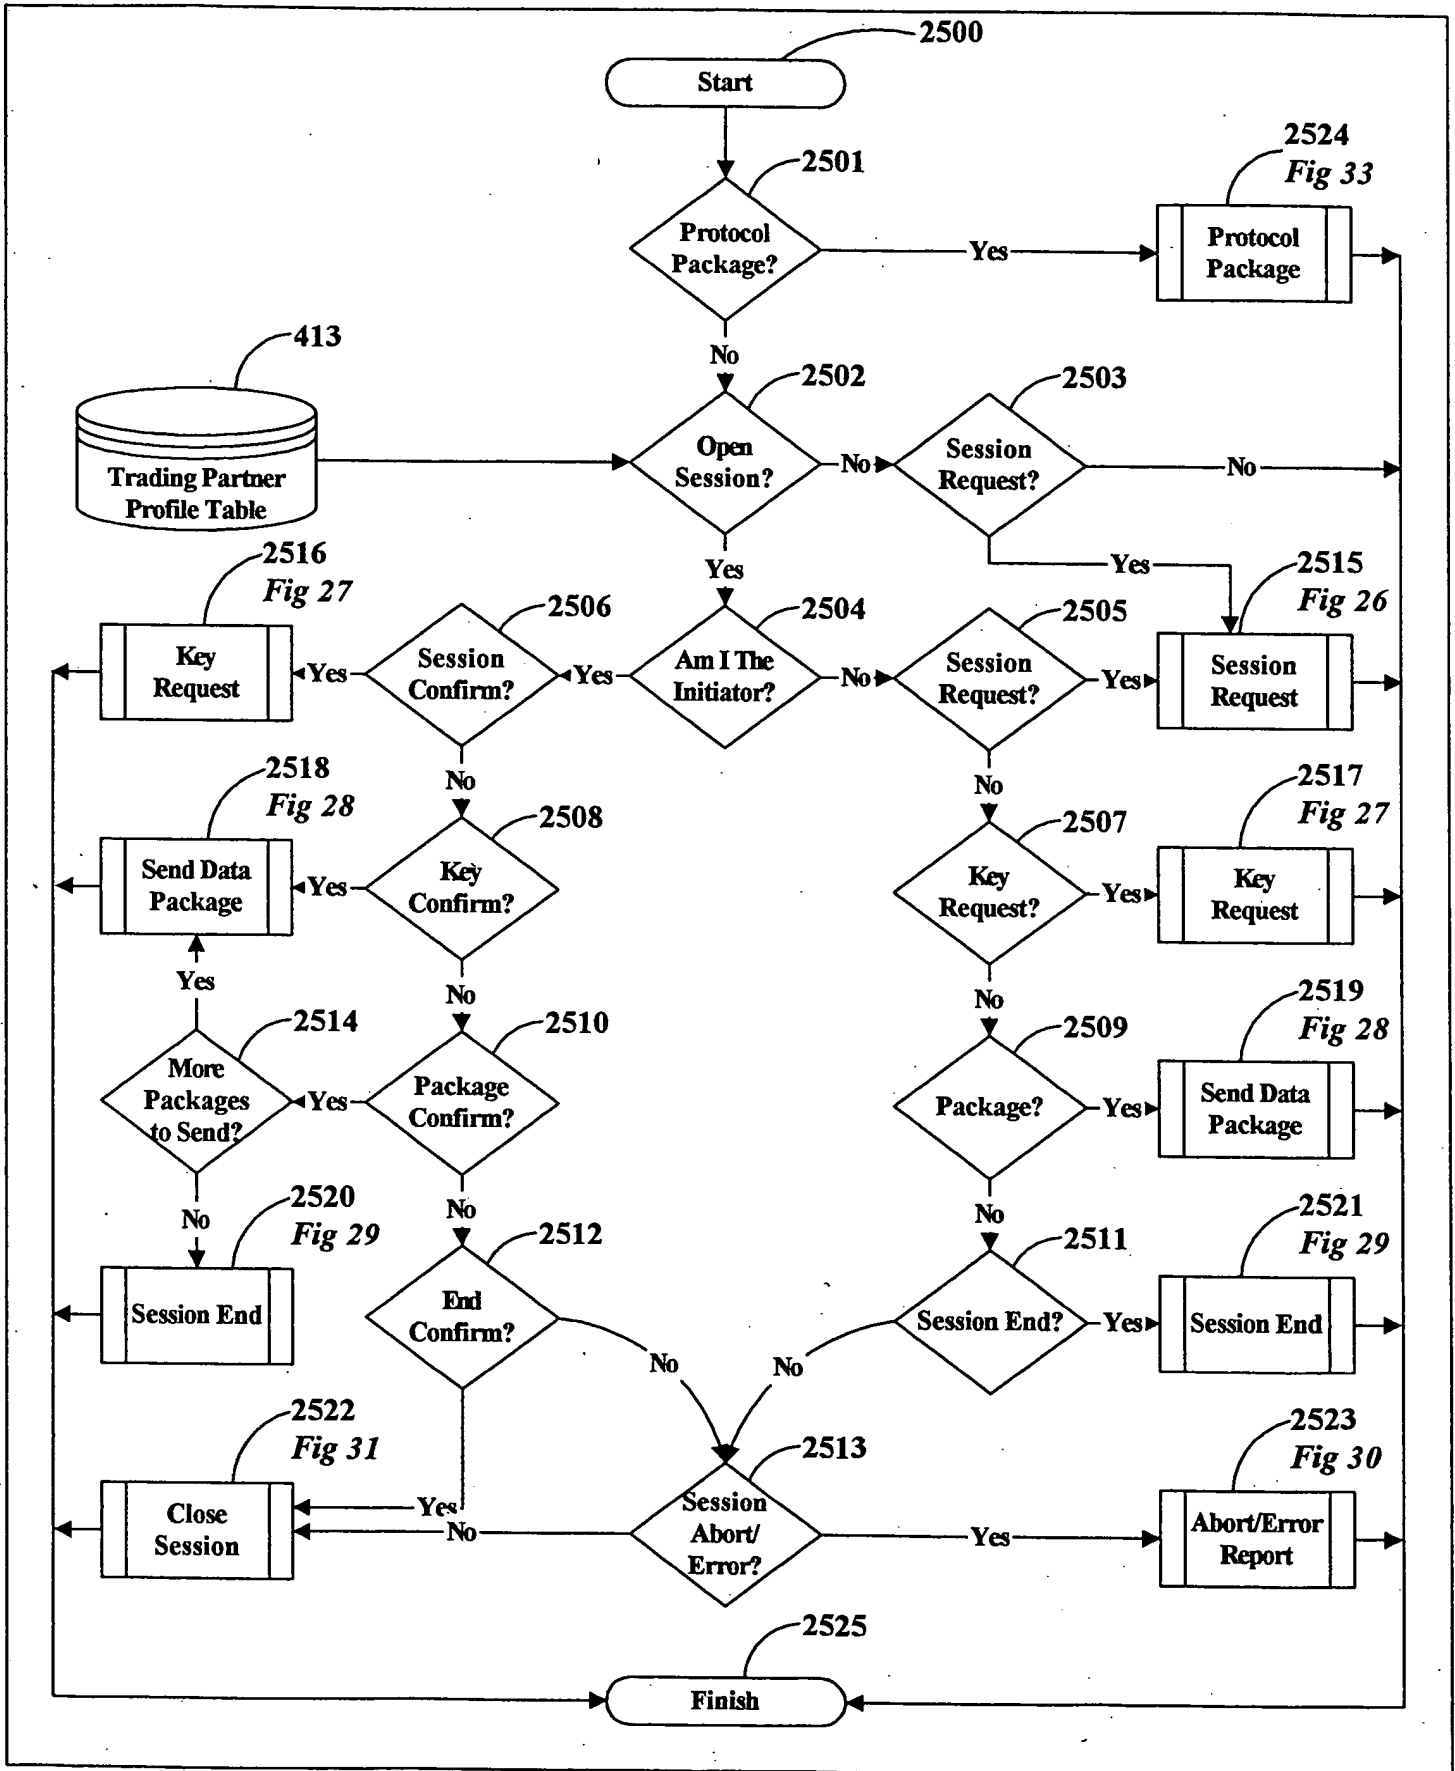 2500
Start
2501
2524
Fig 33
Protocol
Package?
Yes
Protocol
Package
No
413
2502
2503
Trading Partner
Profile Table
Open
Session?
No
Session
Request?
No
Yes
Yes
2516
Fig 27
2506
2504
2505
2515
Fig 26
Key
Request
Yes
Session
Confirm?
Yes
Am I The
Initiator?
No
Session
Request?
Yes
Session
Request
No
No
2518
Fig 28
2508
2507
2517
Fig 27
Send Data
Package
Yes
Key
Confirm?
Key
Request?
Yes
Key
Request
Yes
No
No
2514
2510
2509
2519
Fig 28
More
Packages
to Send?
Yes
Package
Confirm?
Package?
Yes
Send Data
Package
No
No
No
2520
Fig 29
2512
2511
2521
Fig 29
Session End
End
Confirm?
Session End?
Yes
Session End
No
No
2522
Fig 31
2513
2523
Fig 30
Close
Session
Yes
No
Session
Abort/
Error?
Yes
Abort/Error
Report
2525
Finish